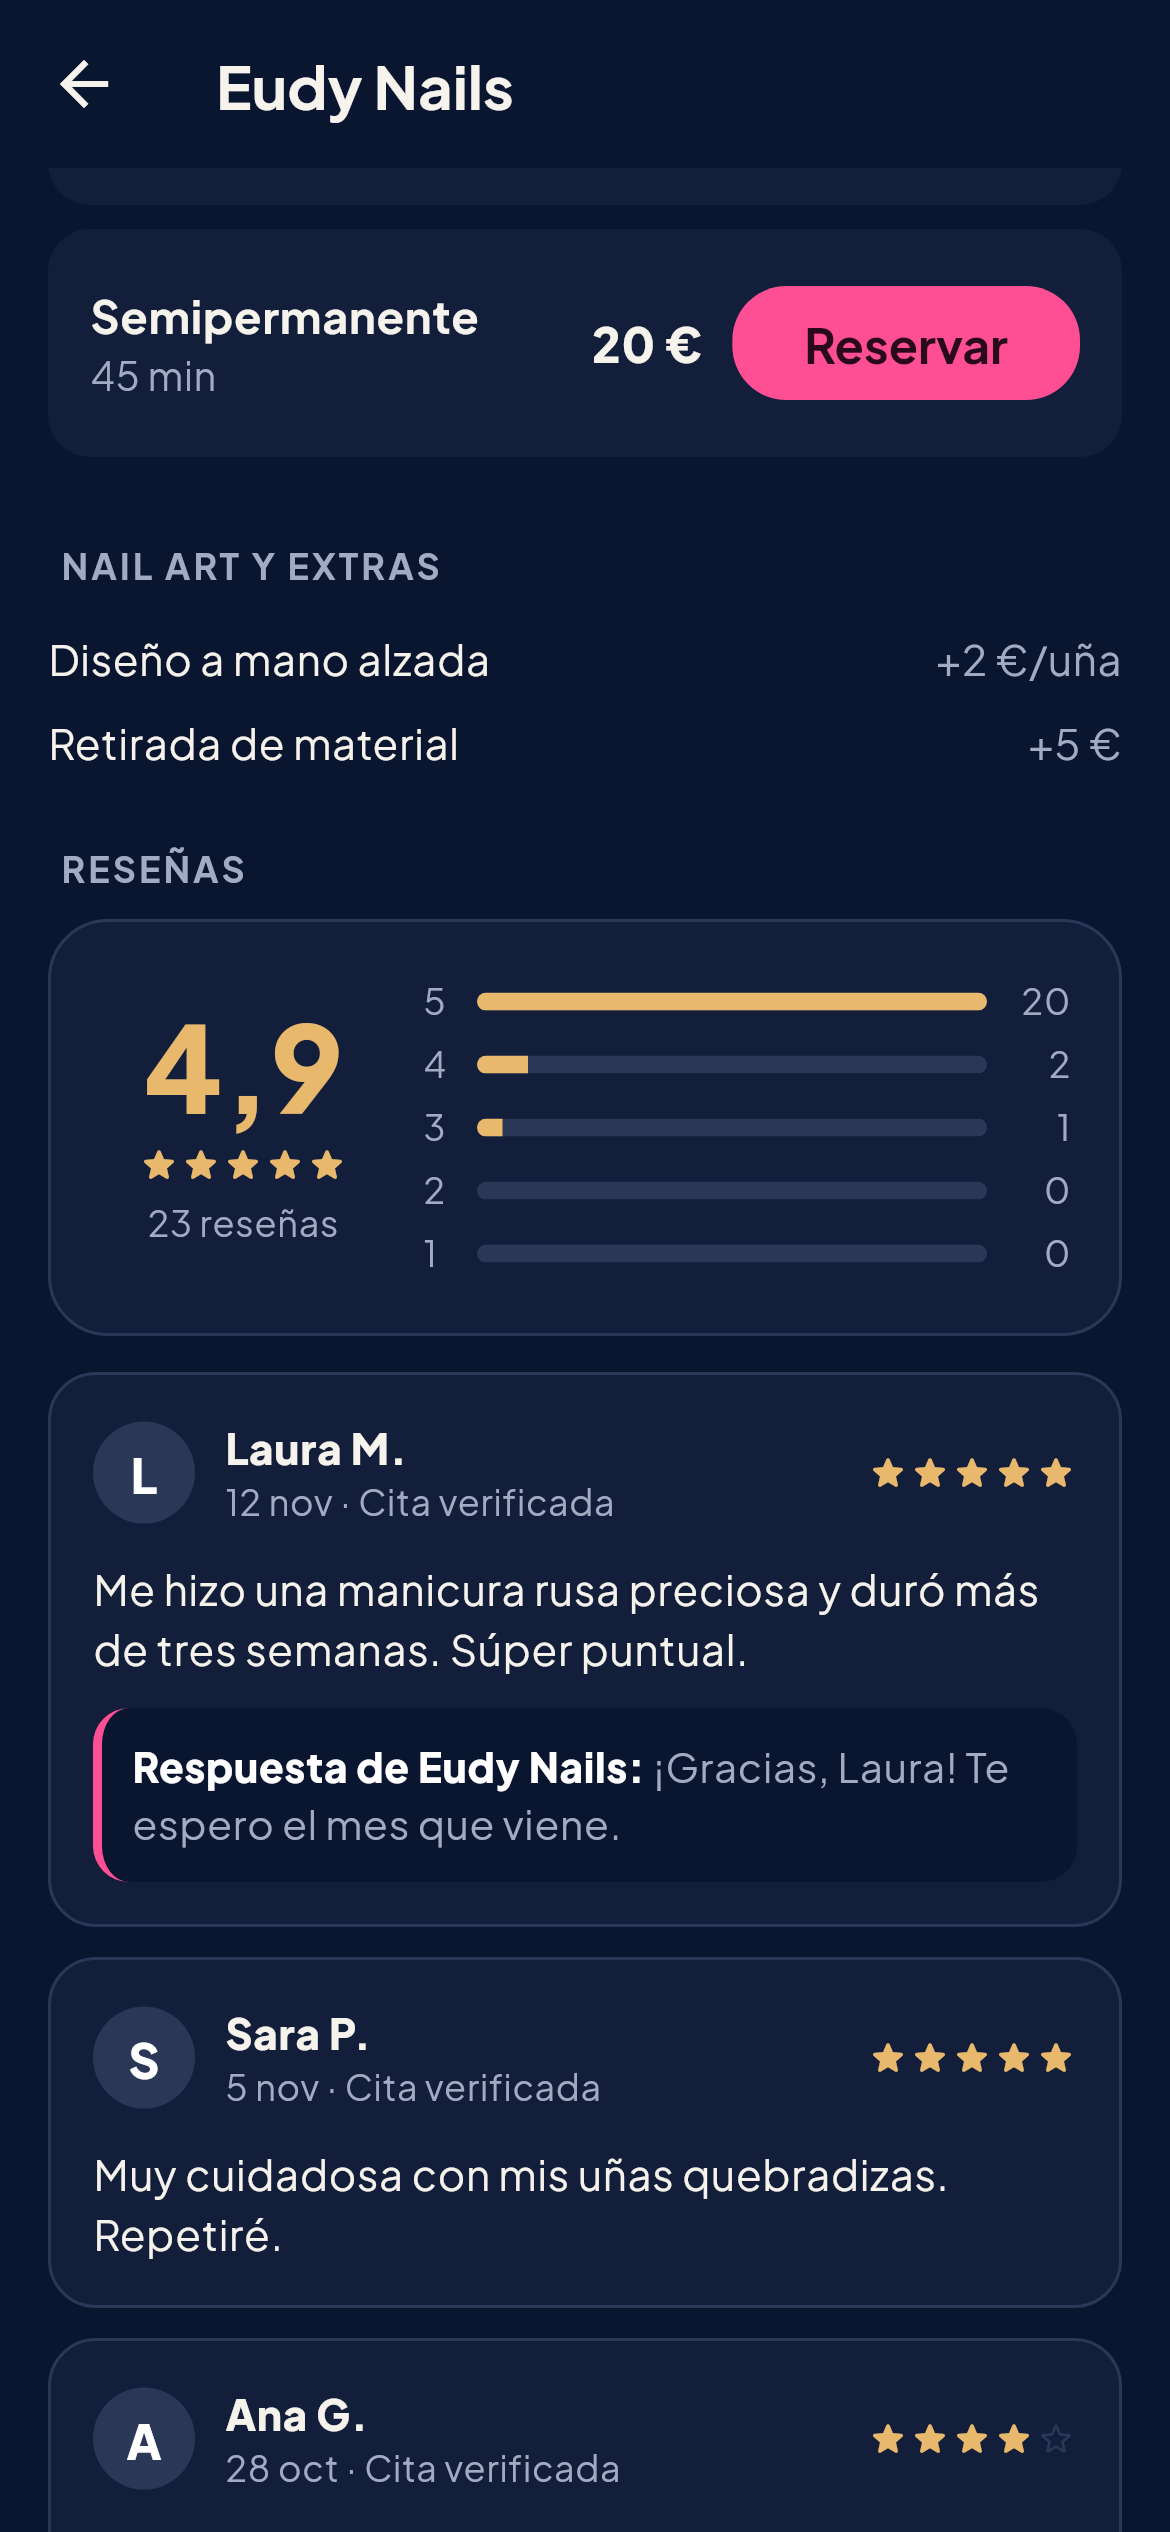 Eudy Nails
Semipermanente
45 min
20 €
Reservar
NAIL ART Y EXTRAS
Diseño a mano alzada
+2 €/uña
Retirada de material
+5 €
RESEÑAS
4,9
23 reseñas
5 20
4 2
3 1
2 0
1 0
L
Laura M.
12 nov · Cita verificada
Me hizo una manicura rusa preciosa y duró más
de tres semanas. Súper puntual.
Respuesta de Eudy Nails: ¡Gracias, Laura! Te
espero el mes que viene.
S
Sara P.
5 nov · Cita verificada
Muy cuidadosa con mis uñas quebradizas.
Repetiré.
A
Ana G.
28 oct · Cita verificada